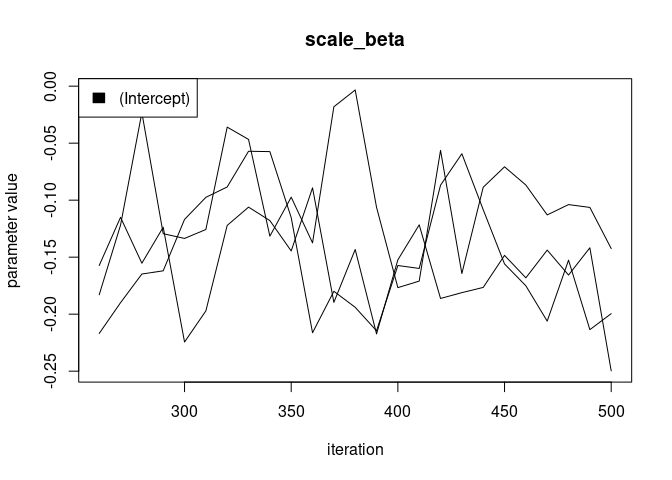 scale_beta
(Intercept)
parameter value
0.00
-0.05
-0.10
-0.15
-0.20
-0.25
300 350 400 450 500
iteration